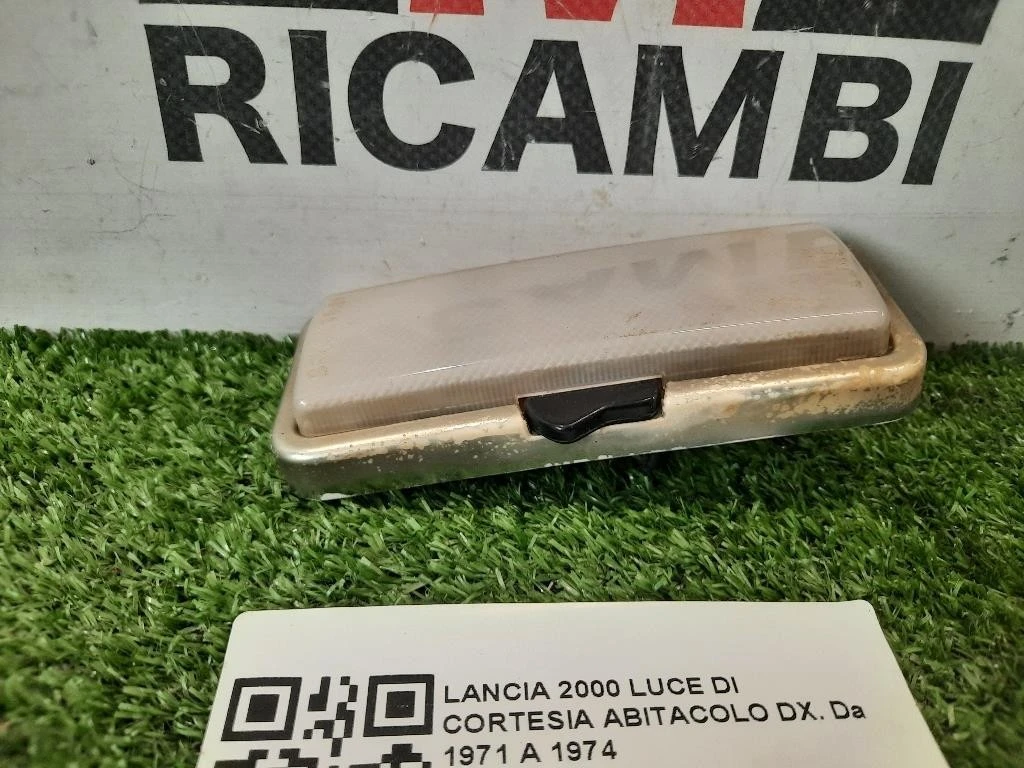 RICAMBI
LANCIA 2000 LUCE DI
CORTESIA ABITACOLO DX. Da
1971 A 1974